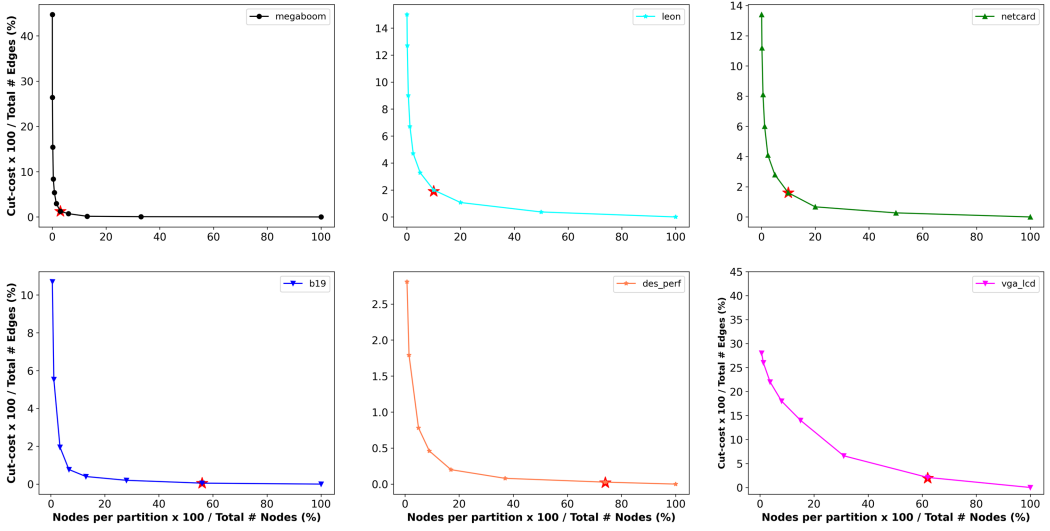 Cut-cost x 100 / Total # Edges (%)
40
30
20
10
0
0 20 40 60 80 100
megaboom
14
12
10
8
6
4
2
0
0 20 40 60 80 100
leon
14
12
10
8
6
4
2
0
0 20 40 60 80 100
netcard
Cut-cost x 100 / Total # Edges (%)
10
8
6
4
2
0
0 20 40 60 80 100
b19
Nodes per partition x 100 / Total # Nodes (%)
2.5
2.0
1.5
1.0
0.5
0.0
0 20 40 60 80 100
des_perf
Nodes per partition x 100 / Total # Nodes (%)
Cut-cost x 100 / Total # Edges (%)
45
40
35
30
25
20
15
10
5
0
0 20 40 60 80 100
vga_lcd
Nodes per partition x 100 / Total # Nodes (%)